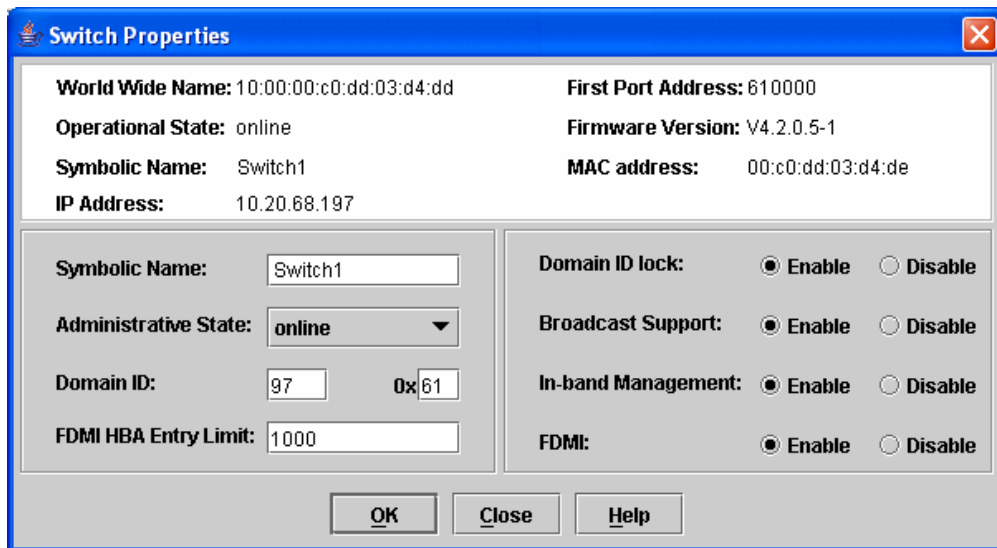 Switch Properties
World Wide Name: 10:00:00:c0:dd:03:d4:dd
First Port Address: 610000
Operational State: online
Firmware Version: V4.2.0.5-1
Symbolic Name: Switch1
MAC address: 00:c0:dd:03:d4:de
IP Address: 10.20.68.197
Symbolic Name: Switch1
Administrative State: online
Domain ID: 97 0x61
FDMI HBA Entry Limit: 1000
Domain ID lock: Enable Disable
Broadcast Support: Enable Disable
In-band Management: Enable Disable
FDMI: Enable Disable
OK Close Help